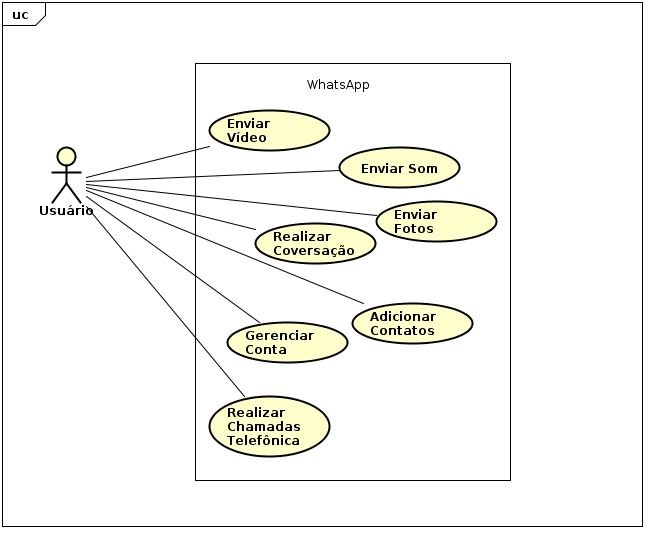 uc
WhatsApp
Enviar
Vídeo
Enviar Som
Usuário
Enviar
Fotos
Realizar
Coversação
Adicionar
Contatos
Gerenciar
Conta
Realizar
Chamadas
Telefônica